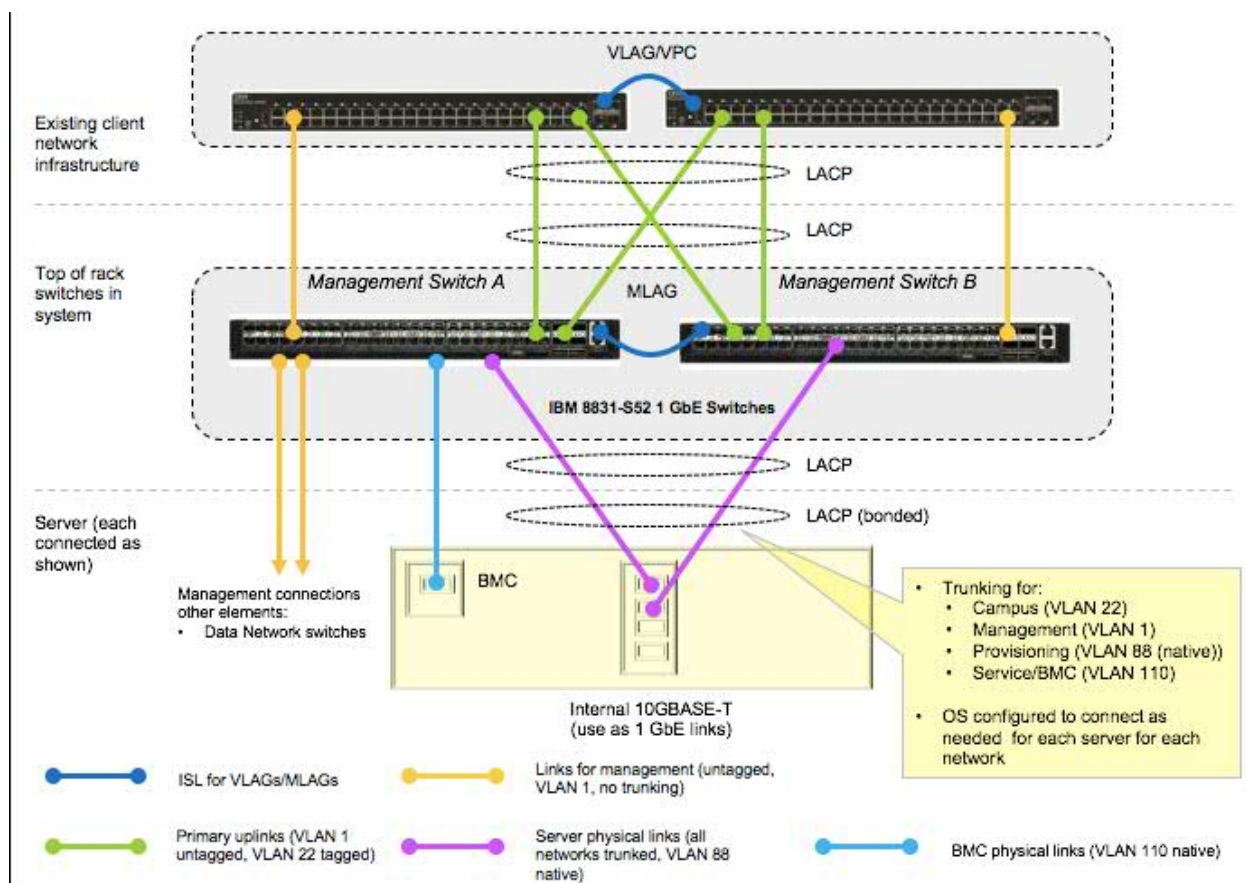 VLAG/VPC
Existing client
network
infrastructure
LACP
LACP
Top of rack
switches in
system
Management Switch A
MLAG
Management Switch B
IBM 8831-S52 1 GbE Switches
LACP
Server (each
connected as
shown)
LACP (bonded)
BMC
Management connections
other elements:
• Data Network switches
• Trunking for:
• Campus (VLAN 22)
• Management (VLAN 1)
• Provisioning (VLAN 88 (native))
• Service/BMC (VLAN 110)
• OS configured to connect as
needed for each server for each
network
Internal 10GBASE-T
(use as 1 GbE links)
ISL for VLAGs/MLAGs
Links for management (untagged,
VLAN 1, no trunking)
Primary uplinks (VLAN 1
untagged, VLAN 22 tagged)
Server physical links (all
networks trunked, VLAN 88
native)
BMC physical links (VLAN 110 native)